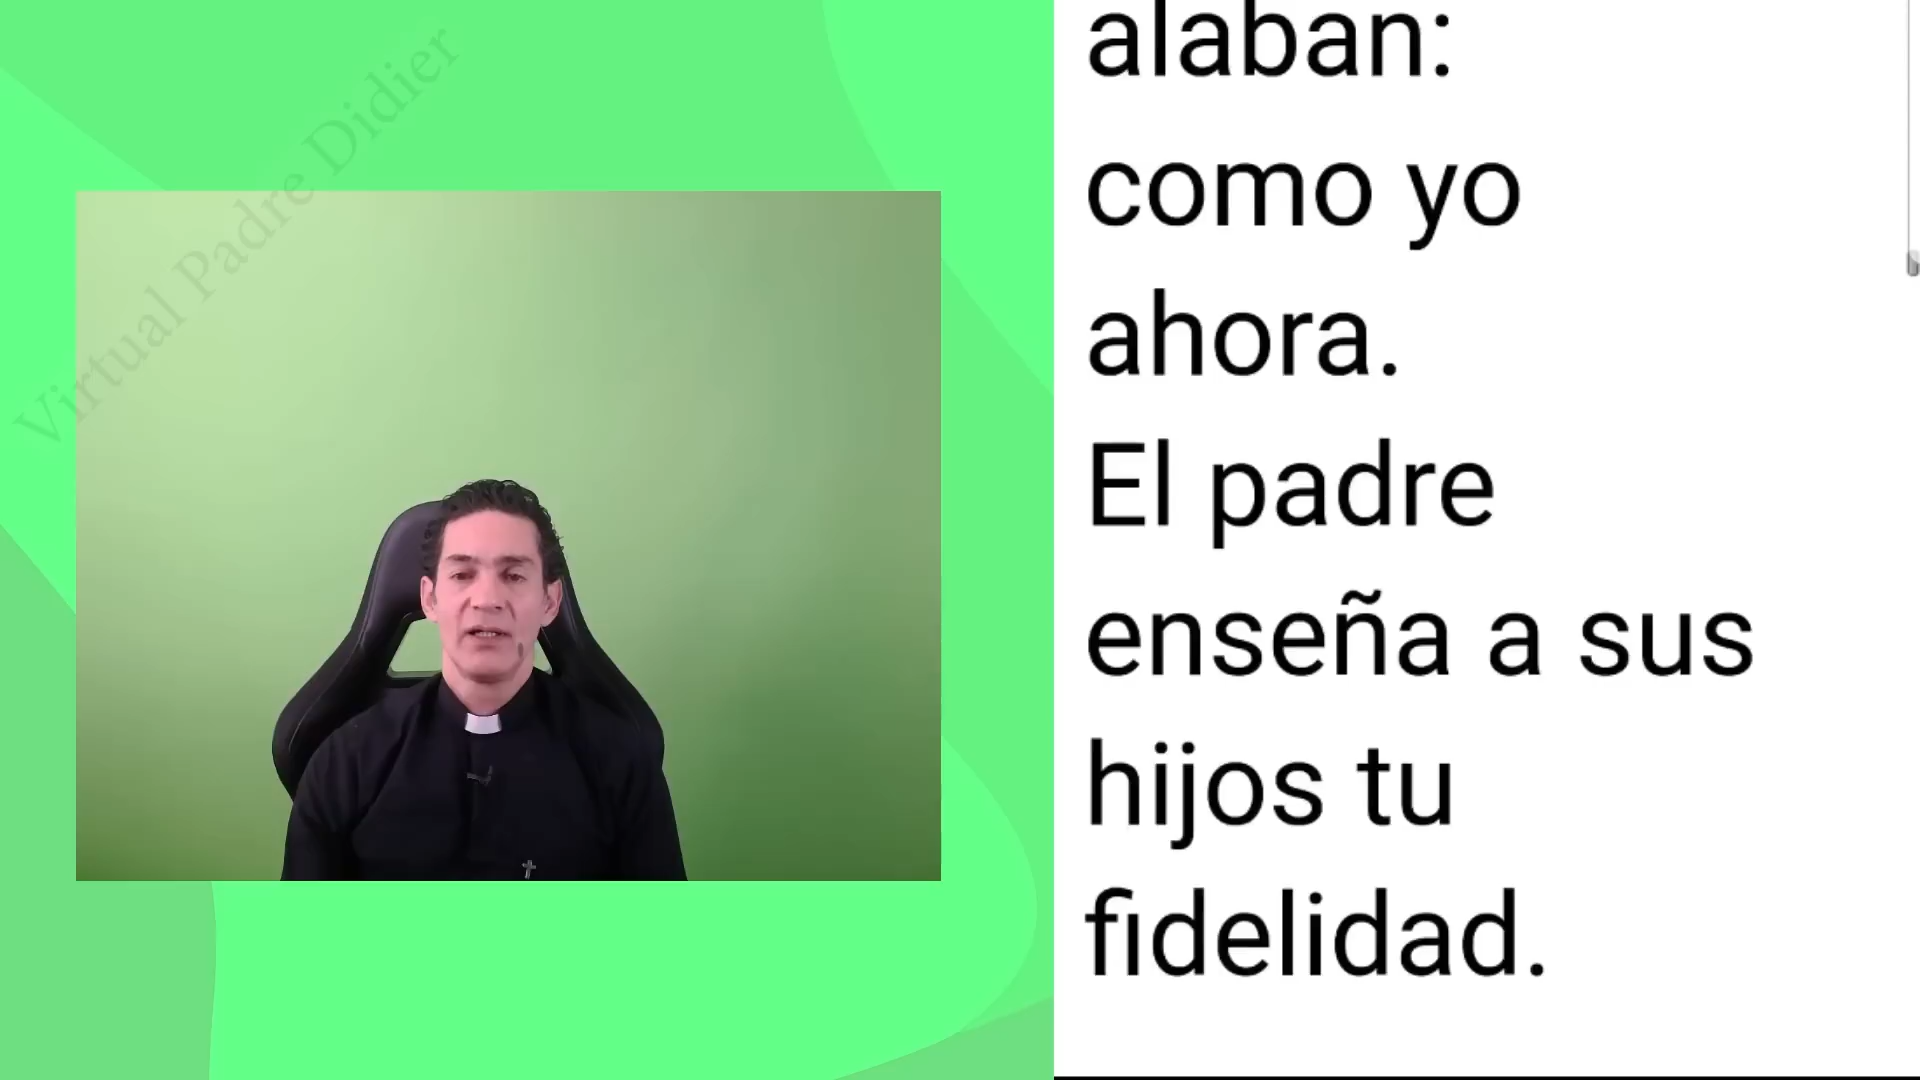 Virtual Padre Didier
alaban:
como yo
ahora.
El padre
enseña a sus
hijos tu
fidelidad.